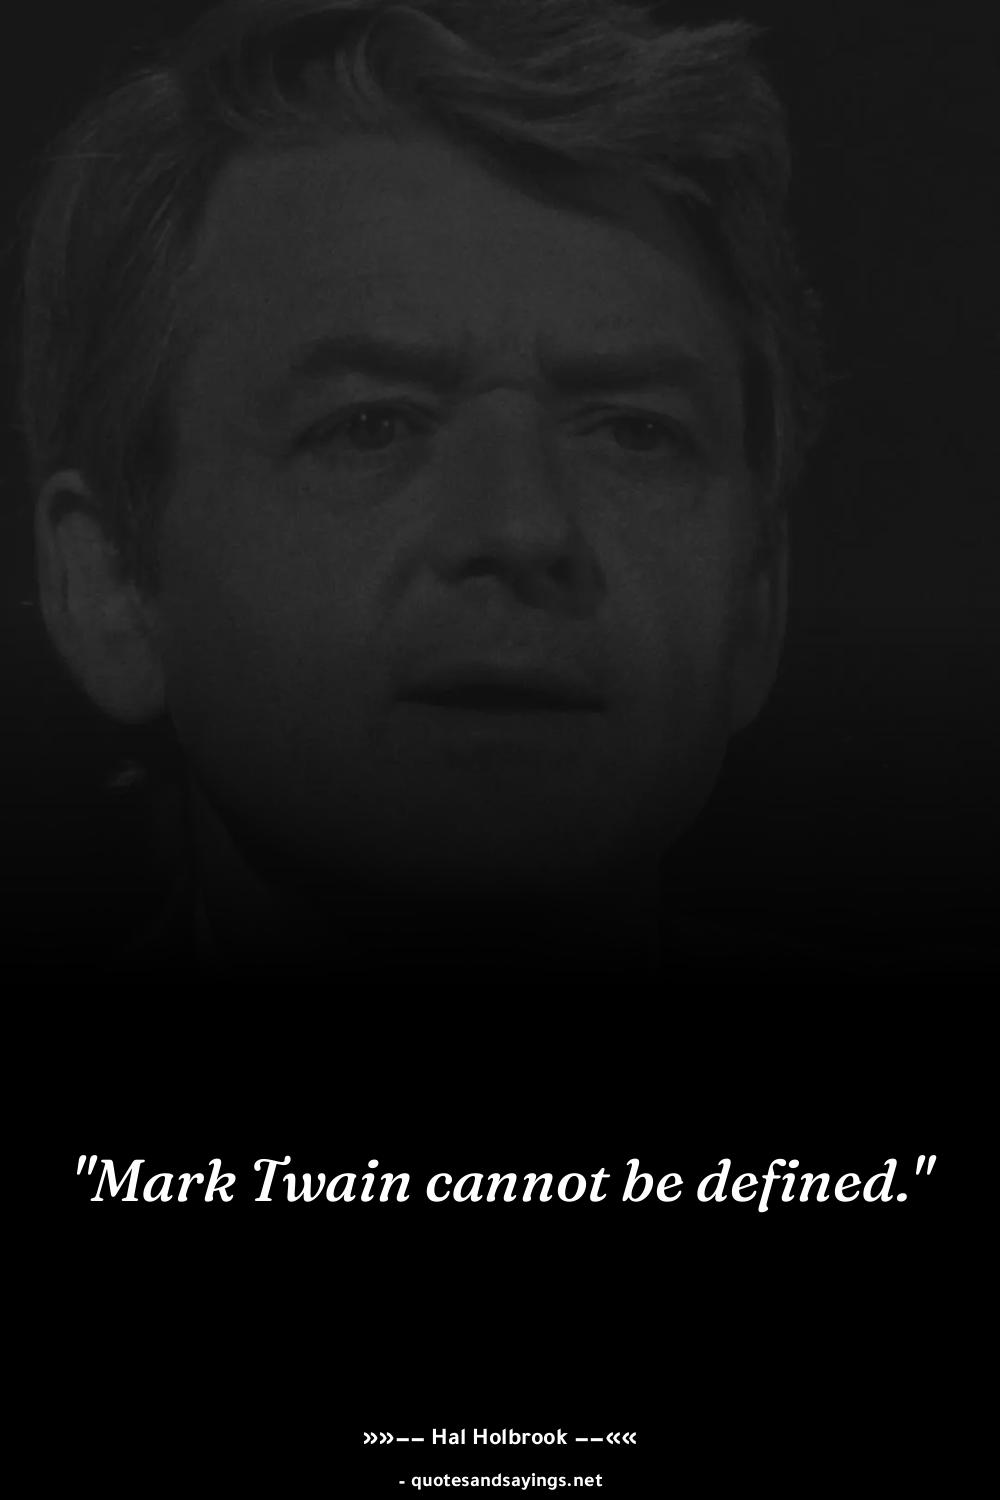 "Mark Twain cannot be defined."
»»–– Hal Holbrook ––««
- quotesandsayings.net